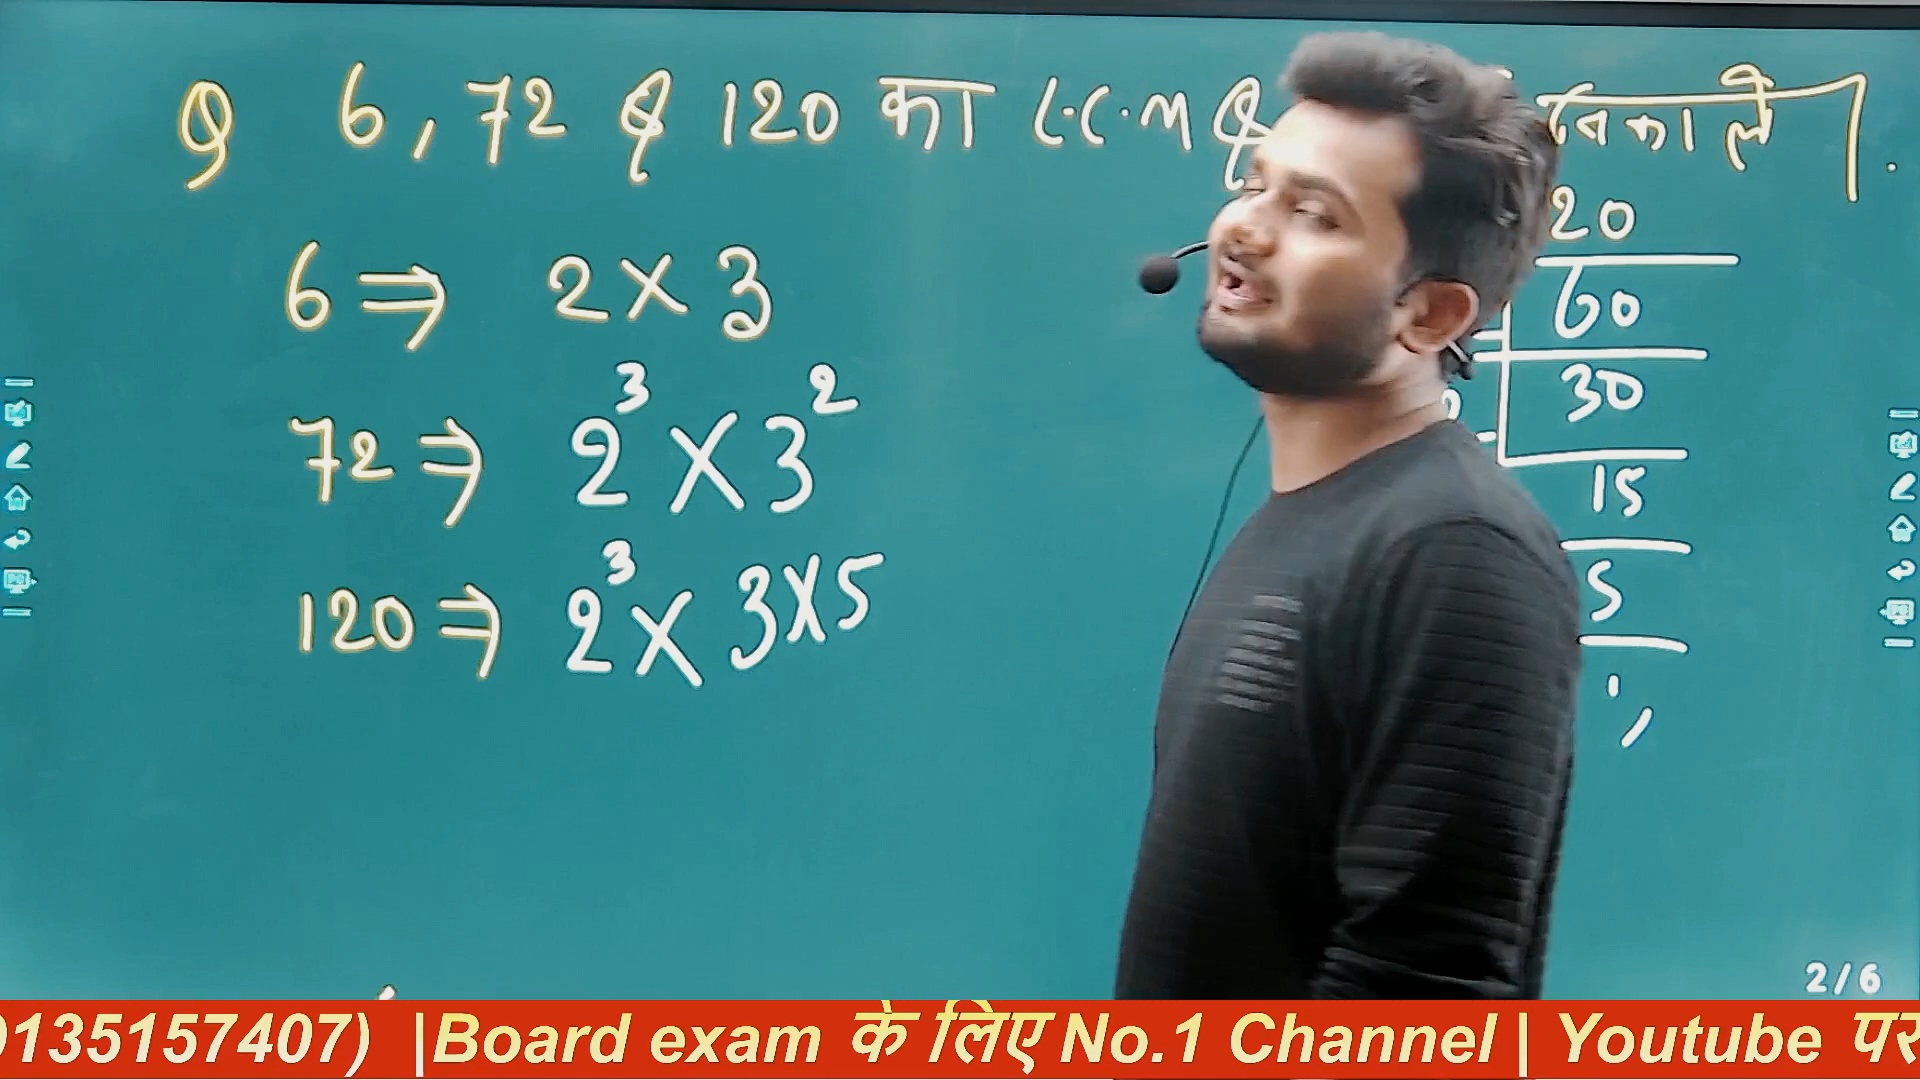 Q 6, 72 & 120 का L.C.M & निकालें।
6 ⇒ 2 × 3
72 ⇒ 2³ × 3²
120 ⇒ 2³ × 3 × 5
20
60
30
15
5
1
2/6
0135157407) |Board exam के लिए No.1 Channel | Youtube पर